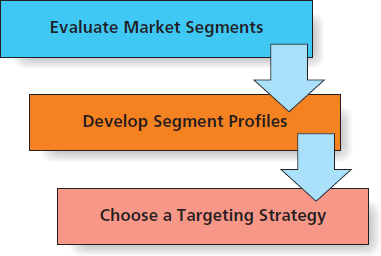 Evaluate Market Segments
Develop Segment Profiles
Choose a Targeting Strategy